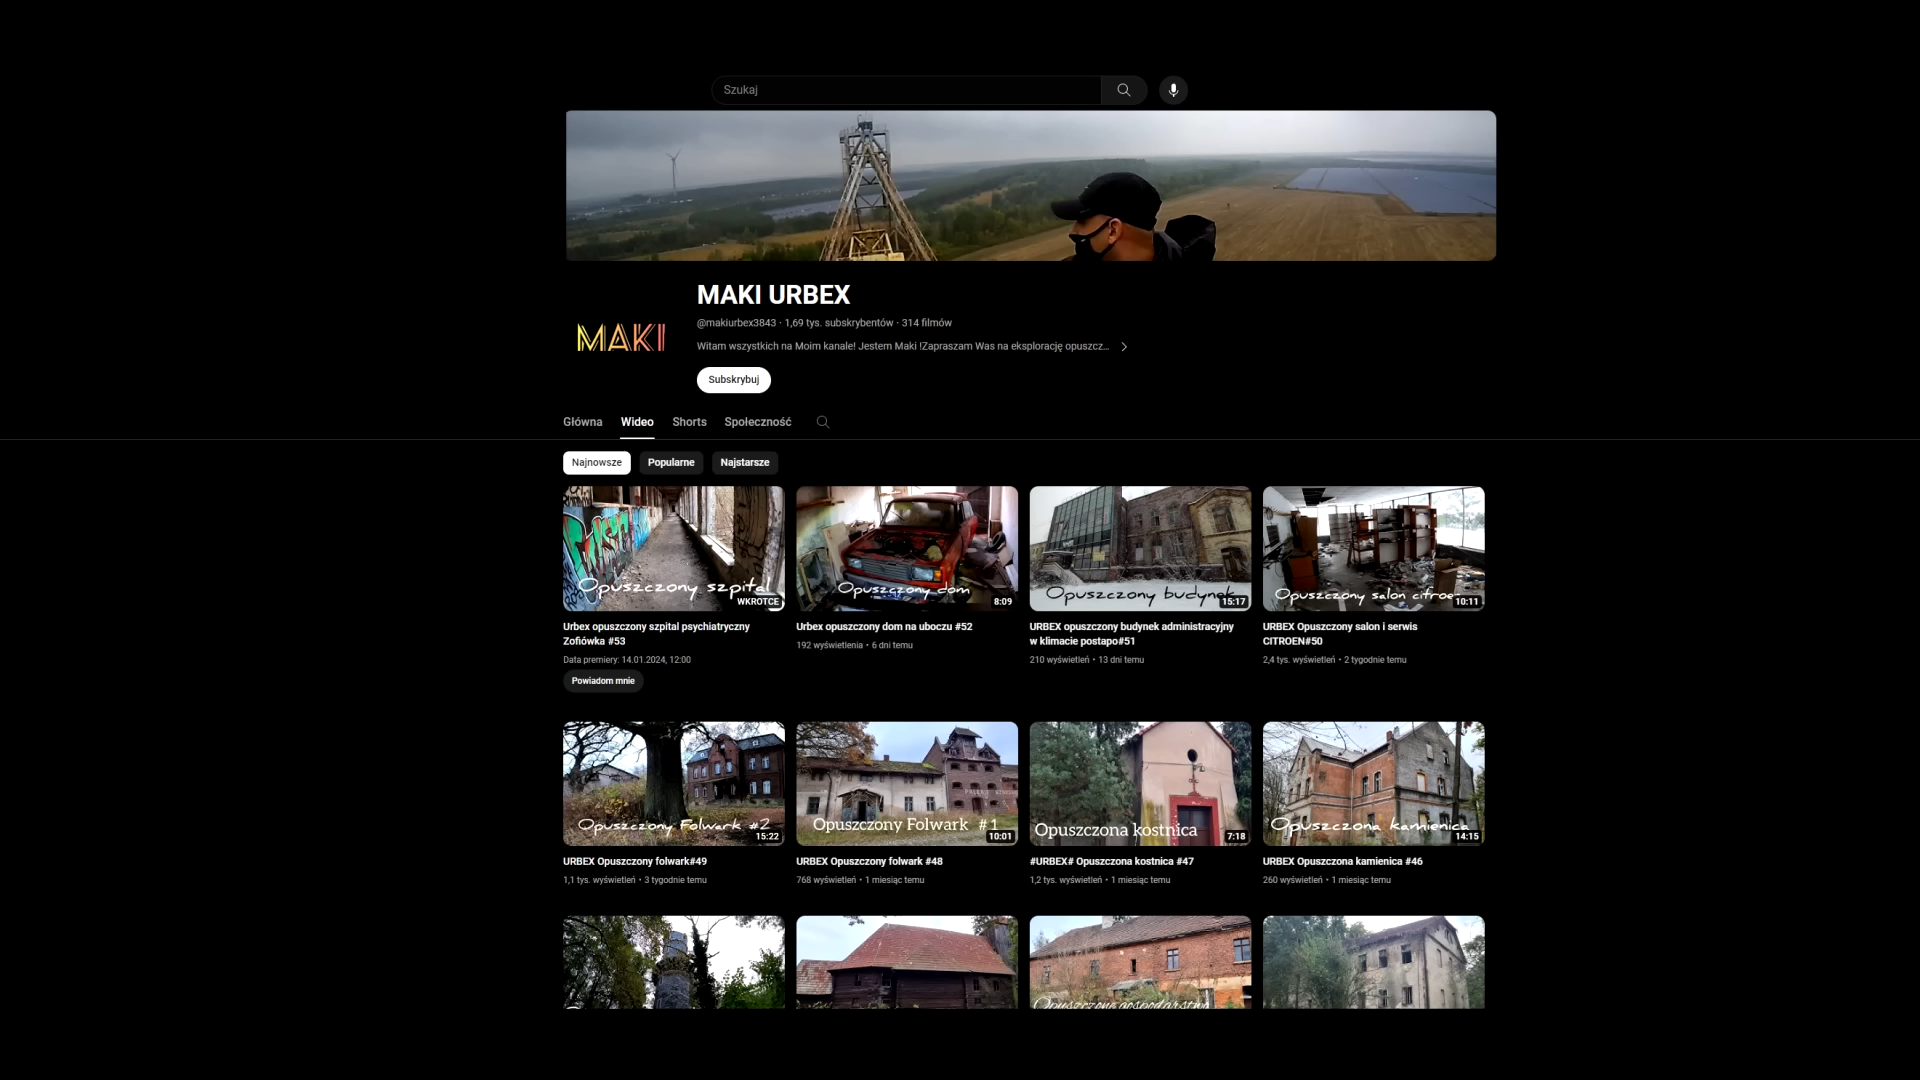 Szukaj
MAKI URBEX
MAKI
@makiurbex3843 · 1,69 tys. subskrybentów · 314 filmów
Witam wszystkich na Moim kanale! Jestem Maki !Zapraszam Was na eksplorację opuszcz...
Subskrybuj
Główna Wideo Shorts Społeczność
Najnowsze Popularne Najstarsze
Opuszczony szpital
WKRÓTCE
Opuszczony dom
8:09
Opuszczony budynek
15:17
Opuszczony salon citroen
10:11
Urbex opuszczony szpital psychiatryczny
Zofiówka #53
Data premiery: 14.01.2024, 12:00
Powiadom mnie
Urbex opuszczony dom na uboczu #52
192 wyświetlenia • 6 dni temu
URBEX opuszczony budynek administracyjny
w klimacie postapo#51
210 wyświetleń • 13 dni temu
URBEX Opuszczony salon i serwis
CITROEN#50
2,4 tys. wyświetleń • 2 tygodnie temu
Opuszczony Folwark #2
15:22
Opuszczony Folwark #1
10:01
Opuszczona kostnica
7:18
Opuszczona kamienica
14:15
URBEX Opuszczony folwark#49
1,1 tys. wyświetleń • 3 tygodnie temu
URBEX Opuszczony folwark #48
768 wyświetleń • 1 miesiąc temu
#URBEX# Opuszczona kostnica #47
1,2 tys. wyświetleń • 1 miesiąc temu
URBEX Opuszczona kamienica #46
260 wyświetleń • 1 miesiąc temu
Opuszczone gospodarstwo